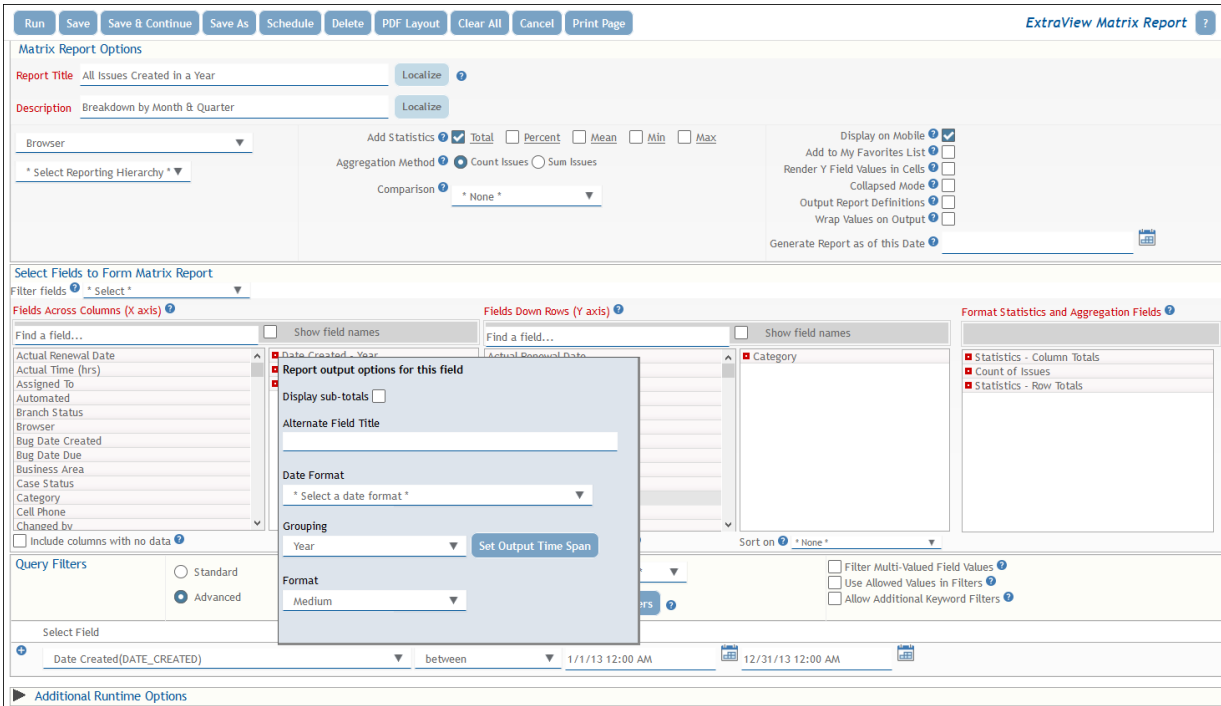 Run Save Save & Continue Save As Schedule Delete PDF Layout Clear All Cancel Print Page ExtraView Matrix Report ?
Matrix Report Options
Report Title All Issues Created in a Year Localize ?
Description Breakdown by Month & Quarter Localize
Browser
* Select Reporting Hierarchy *
Add Statistics ? Total Percent Mean Min Max
Aggregation Method ? Count Issues Sum Issues
Comparison ? * None *
Display on Mobile ?
Add to My Favorites List ?
Render Y Field Values in Cells ?
Collapsed Mode ?
Output Report Definitions ?
Wrap Values on Output ?
Generate Report as of this Date ?
Select Fields to Form Matrix Report
Filter fields ? * Select *
Fields Across Columns (X axis) ?
Find a field... Show field names
Actual Renewal Date
Actual Time (hrs)
Assigned To
Automated
Branch Status
Browser
Bug Date Created
Bug Date Due
Business Area
Case Status
Category
Cell Phone
Changed by
Include columns with no data ?
Date Created - Year
Report output options for this field
Display sub-totals
Alternate Field Title
Date Format
* Select a date format *
Grouping
Year Set Output Time Span
Format
Medium
Fields Down Rows (Y axis) ?
Find a field... Show field names
Actual Renewal Date
Category
Sort on ? * None *
Format Statistics and Aggregation Fields ?
Statistics - Column Totals
Count of Issues
Statistics - Row Totals
Query Filters
Standard
Advanced
ers ?
Filter Multi-Valued Field Values ?
Use Allowed Values in Filters ?
Allow Additional Keyword Filters ?
Select Field
Date Created(DATE_CREATED) between 1/1/13 12:00 AM 12/31/13 12:00 AM
Additional Runtime Options